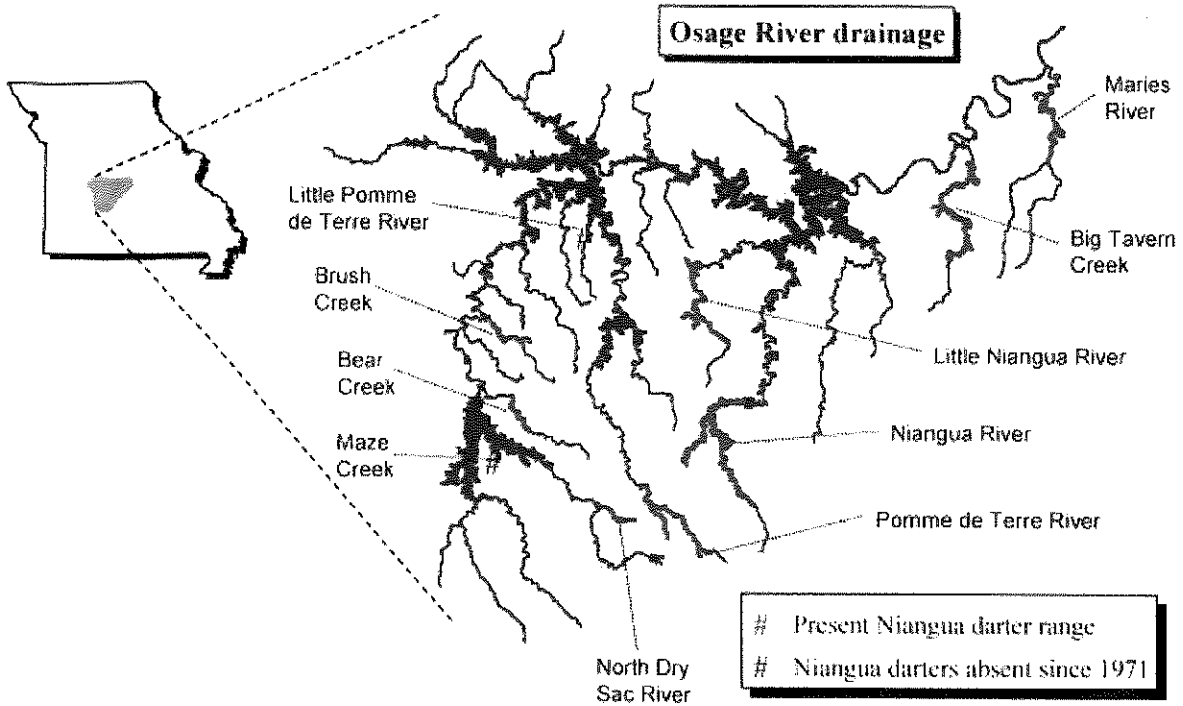 Osage River drainage
Maries
River
Little Pomme
de Terre River
Big Tavern
Creek
Brush
Creek
Little Niangua River
Bear
Creek
Niangua River
Maze
Creek
#
Pomme de Terre River
North Dry
Sac River
# Present Niangua darter range
# Niangua darters absent since 1971